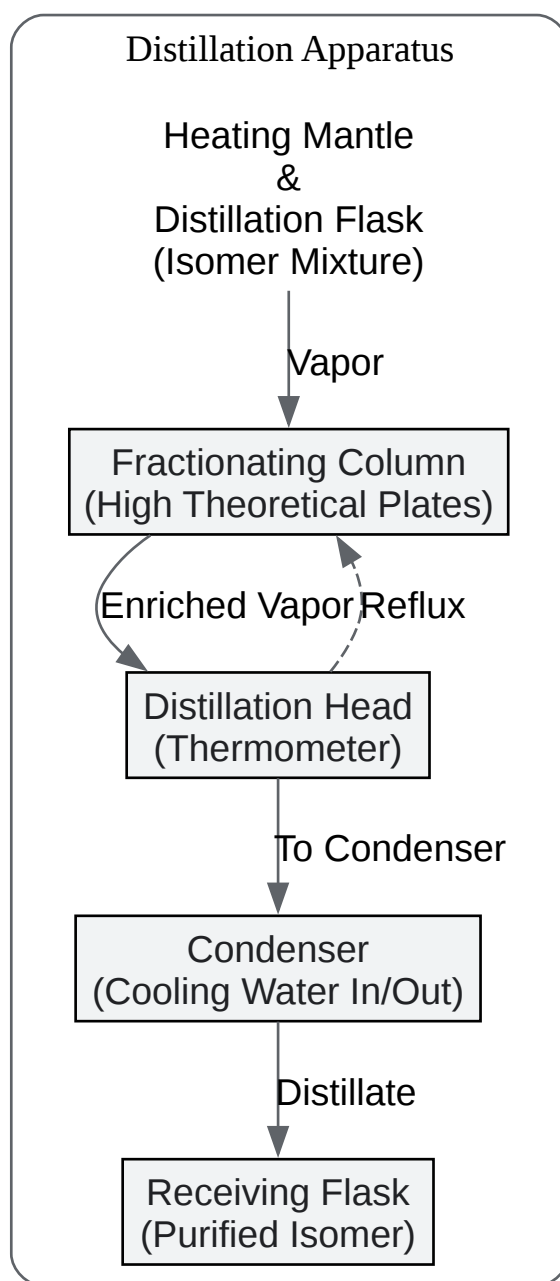 Distillation Apparatus
Heating Mantle
&
Distillation Flask
(Isomer Mixture)
Vapor
Fractionating Column
(High Theoretical Plates)
Enriched Vapor
Reflux
Distillation Head
(Thermometer)
To Condenser
Condenser
(Cooling Water In/Out)
Distillate
Receiving Flask
(Purified Isomer)